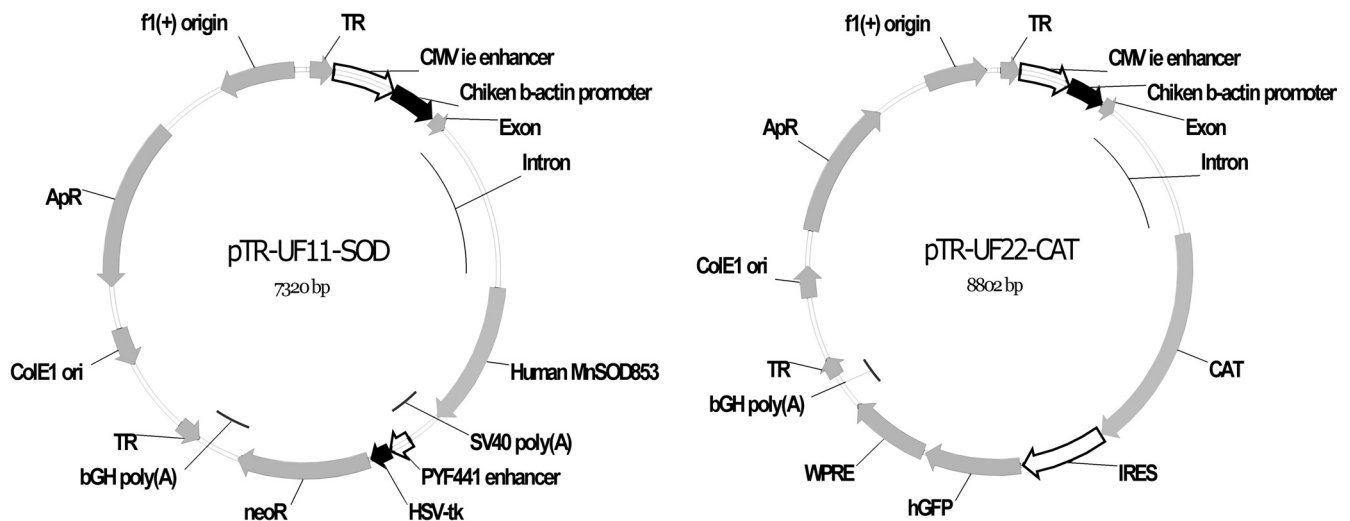 f1(+) origin
TR
CMV ie enhancer
Chiken b-actin promoter
Exon
Intron
ApR
pTR-UF11-SOD
7320 bp
ColE1 ori
Human MnSOD853
TR
SV40 poly(A)
bGH poly(A)
PYF441 enhancer
neoR
HSV-tk
f1(+) origin
TR
CMV ie enhancer
Chiken b-actin promoter
Exon
ApR
Intron
pTR-UF22-CAT
8802 bp
ColE1 ori
TR
CAT
bGH poly(A)
WPRE
IRES
hGFP